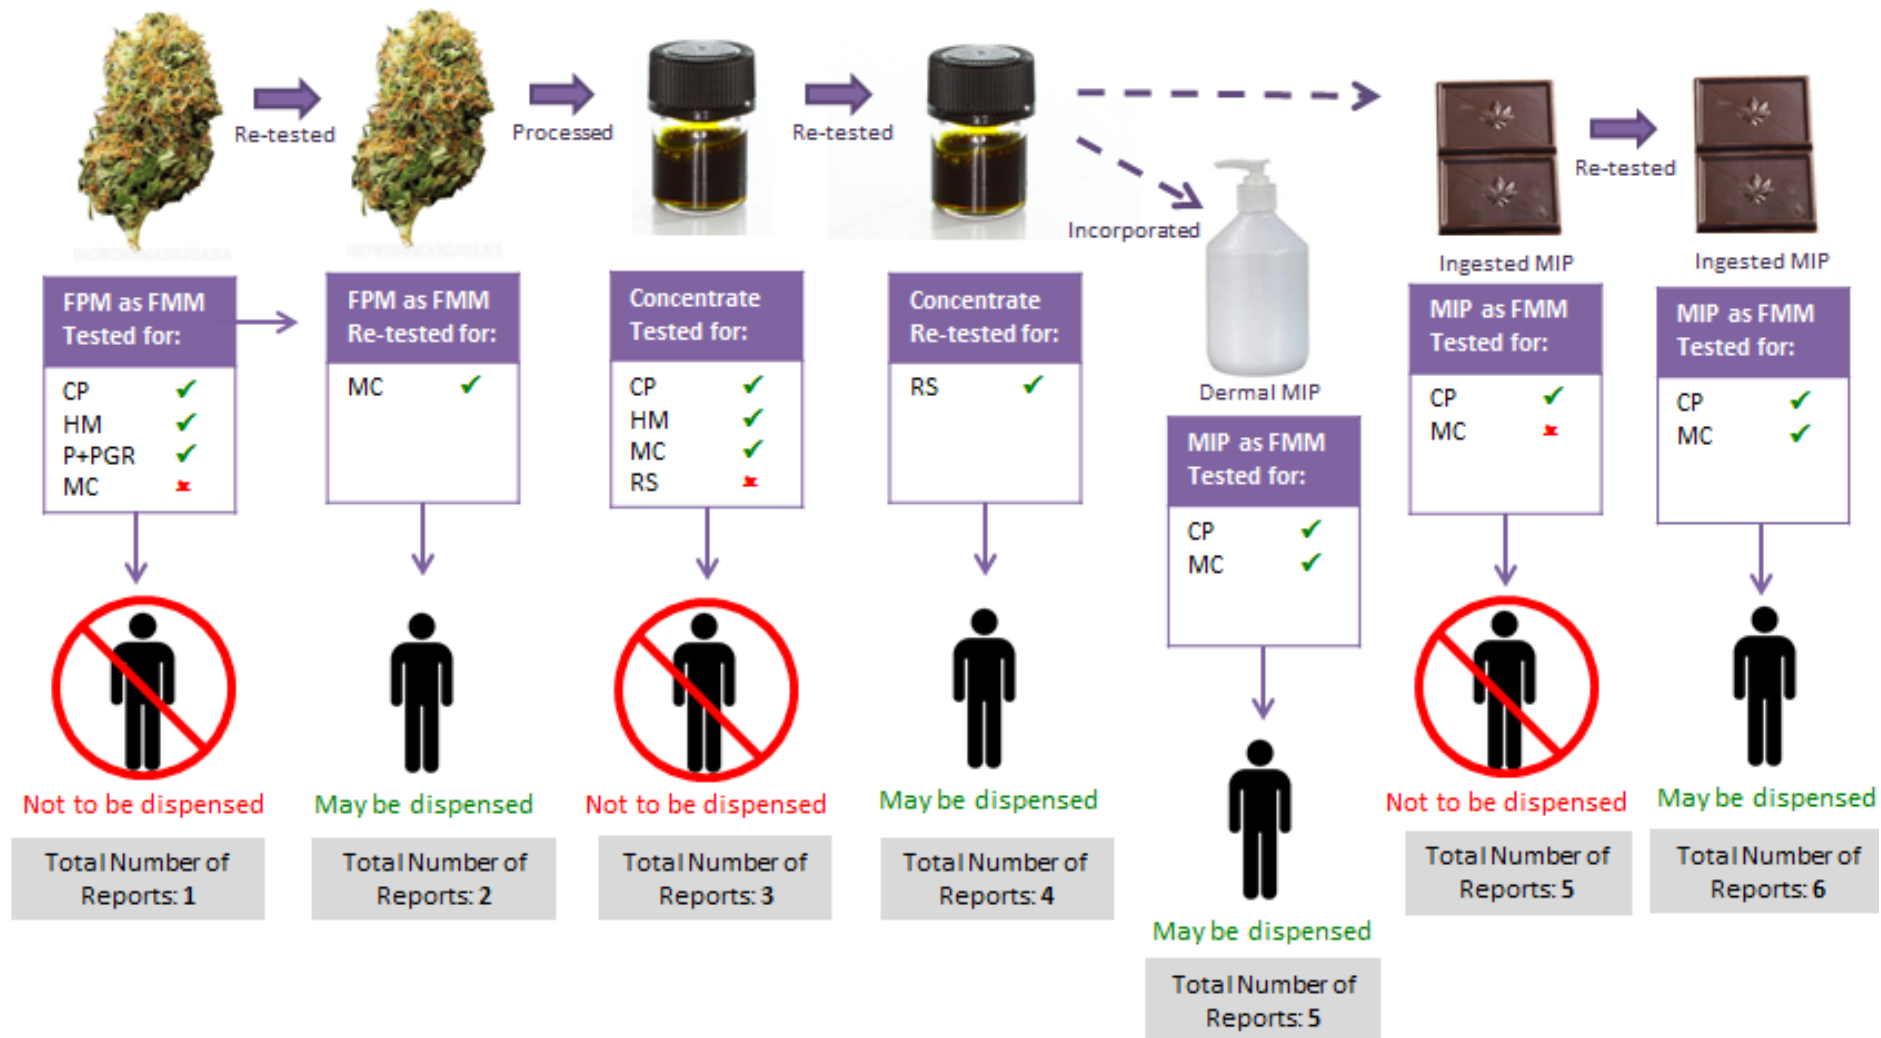 Re-tested
Processed
Re-tested
Incorporated
Re-tested
Dermal MIP
Ingested MIP
Ingested MIP
FPM as FMM
Tested for:
CP ✔
HM ✔
P+PGR ✔
MC ✖
Not to be dispensed
Total Number of
Reports: 1
FPM as FMM
Re-tested for:
MC ✔
May be dispensed
Total Number of
Reports: 2
Concentrate
Tested for:
CP ✔
HM ✔
MC ✔
RS ✖
Not to be dispensed
Total Number of
Reports: 3
Concentrate
Re-tested for:
RS ✔
May be dispensed
Total Number of
Reports: 4
MIP as FMM
Tested for:
CP ✔
MC ✔
May be dispensed
Total Number of
Reports: 5
MIP as FMM
Tested for:
CP ✔
MC ✖
Not to be dispensed
Total Number of
Reports: 5
MIP as FMM
Tested for:
CP ✔
MC ✔
May be dispensed
Total Number of
Reports: 6